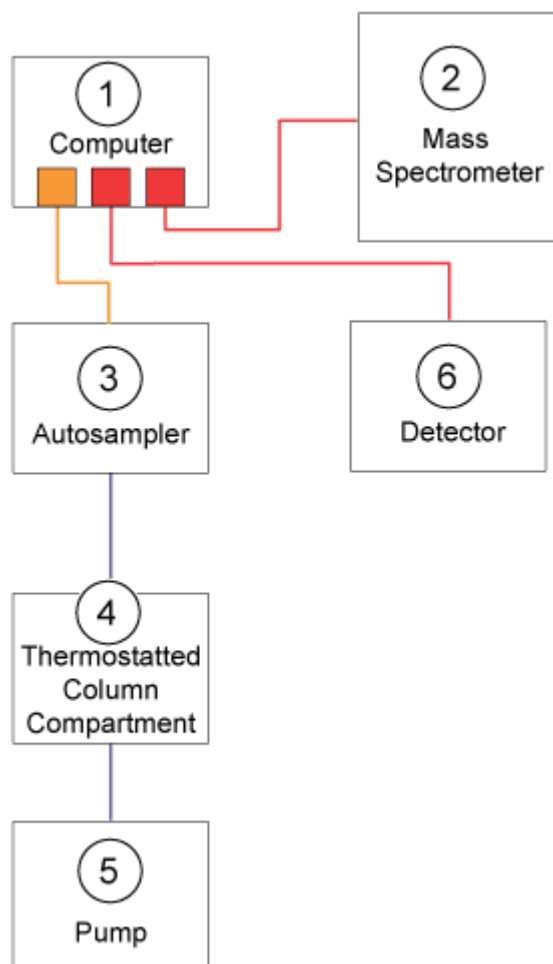 1
Computer
2
Mass
Spectrometer
3
Autosampler
6
Detector
4
Thermostatted
Column
Compartment
5
Pump